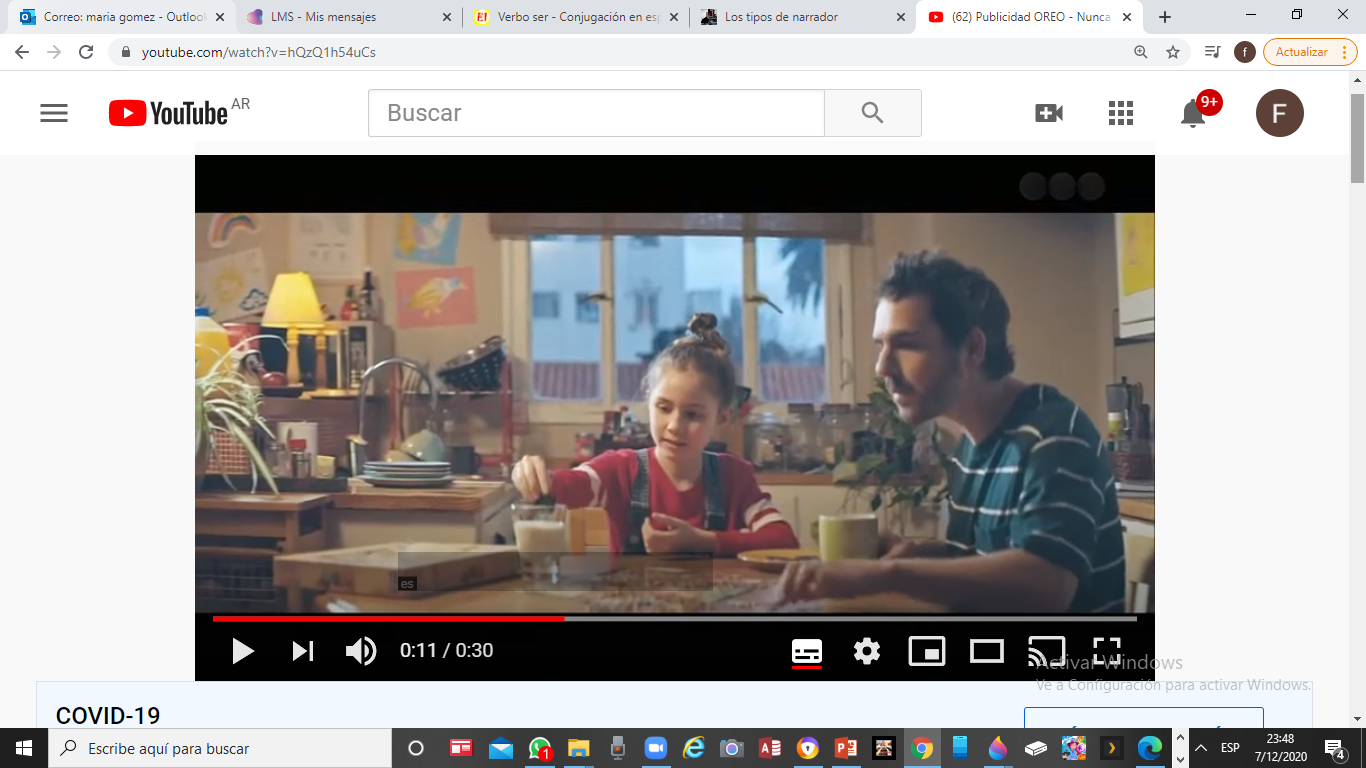 Correo: maria gomez - Outlook
LMS - Mis mensajes
Verbo ser - Conjugación en esp
Los tipos de narrador
(62) Publicidad OREO - Nunca
youtube.com/watch?v=hQzQ1h54uCs
f
Actualizar
YouTube AR
Buscar
9+
F
es
0:11 / 0:30
Activar Windows
Ve a Configuración para activar Windows.
COVID-19
Escribe aquí para buscar
1
ESP
23:48
7/12/2020
4